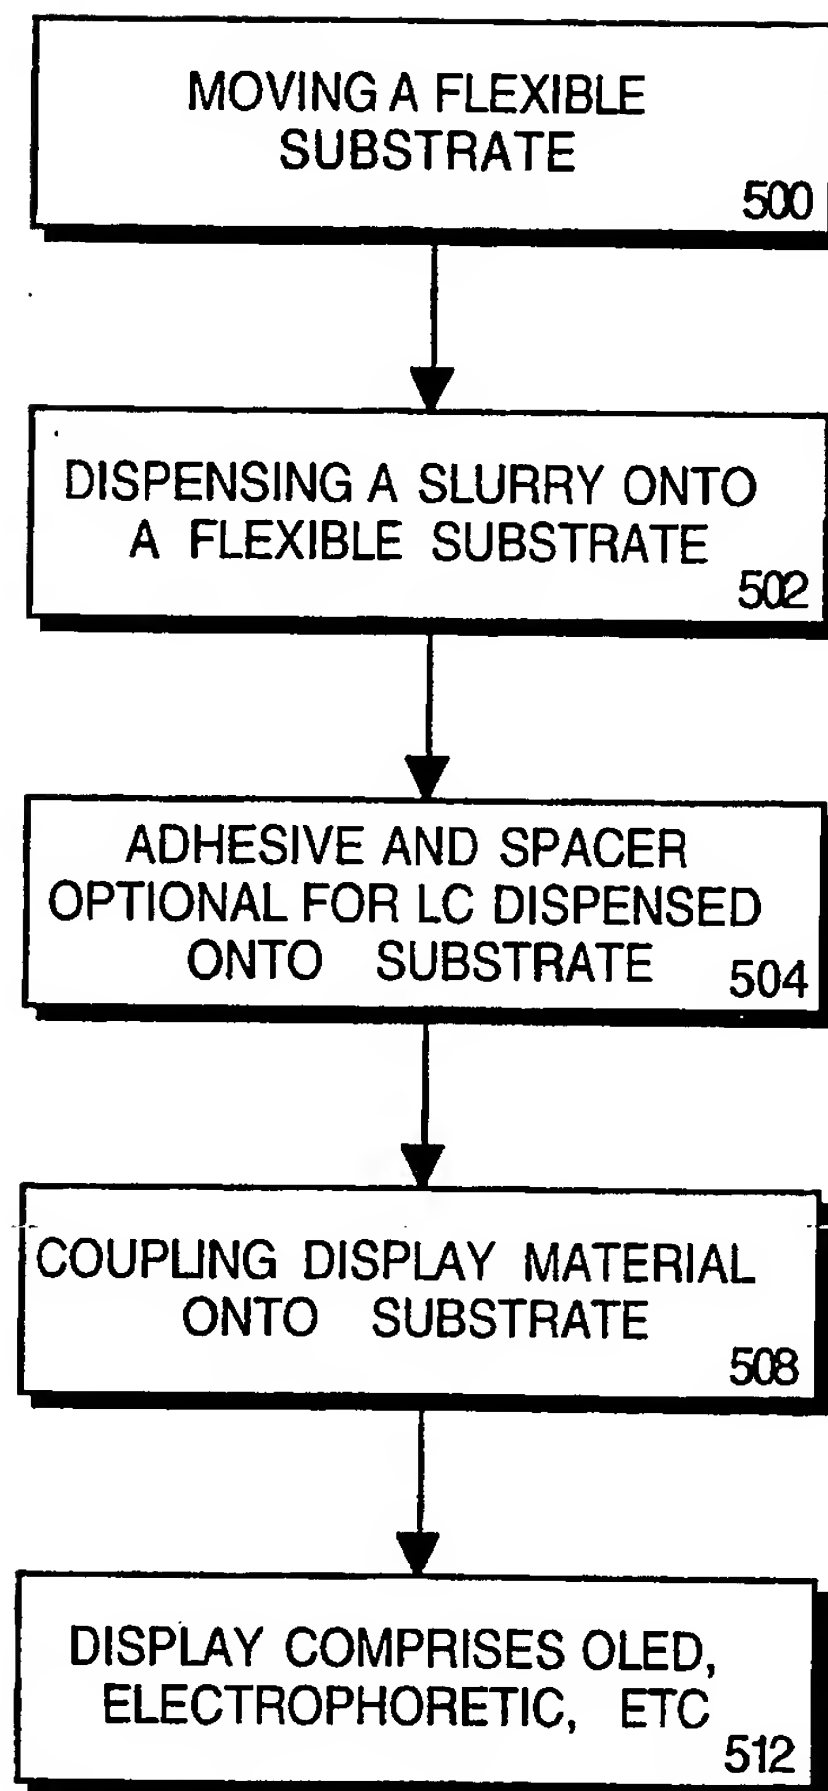 MOVING A FLEXIBLE
SUBSTRATE
500
DISPENSING A SLURRY ONTO
A FLEXIBLE SUBSTRATE
502
ADHESIVE AND SPACER
OPTIONAL FOR LC DISPENSED
ONTO SUBSTRATE
504
COUPLING DISPLAY MATERIAL
ONTO SUBSTRATE
508
DISPLAY COMPRISES OLED,
ELECTROPHORETIC, ETC
512